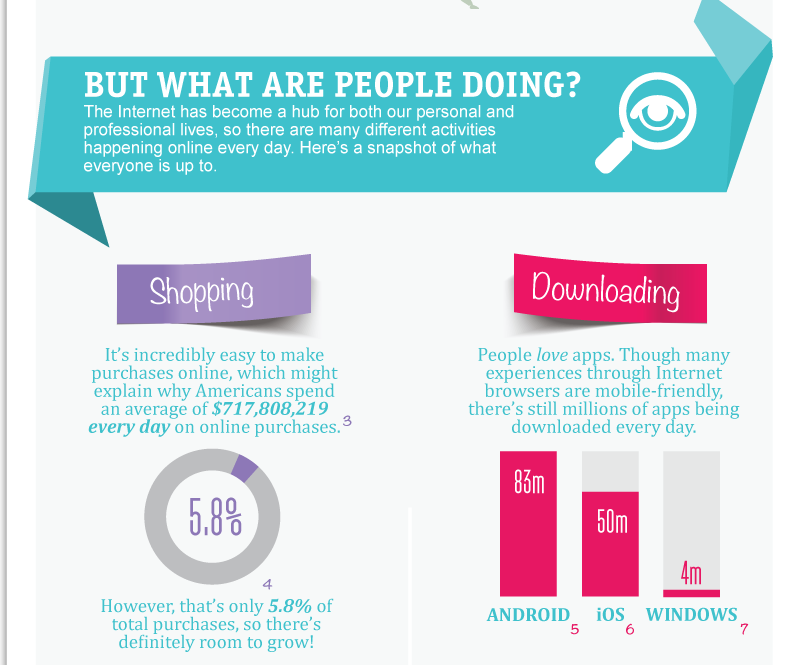 BUT WHAT ARE PEOPLE DOING?
The Internet has become a hub for both our personal and
professional lives, so there are many different activities
happening online every day. Here's a snapshot of what
everyone is up to.
Shopping
It's incredibly easy to make
purchases online, which might
explain why Americans spend
an average of $717,808,219
every day on online purchases. 3
5.8%
4
However, that's only 5.8% of
total purchases, so there's
definitely room to grow!
Downloading
People love apps. Though many
experiences through Internet
browsers are mobile-friendly,
there's still millions of apps being
downloaded every day.
83m
50m
4m
ANDROID 5 iOS 6 WINDOWS 7